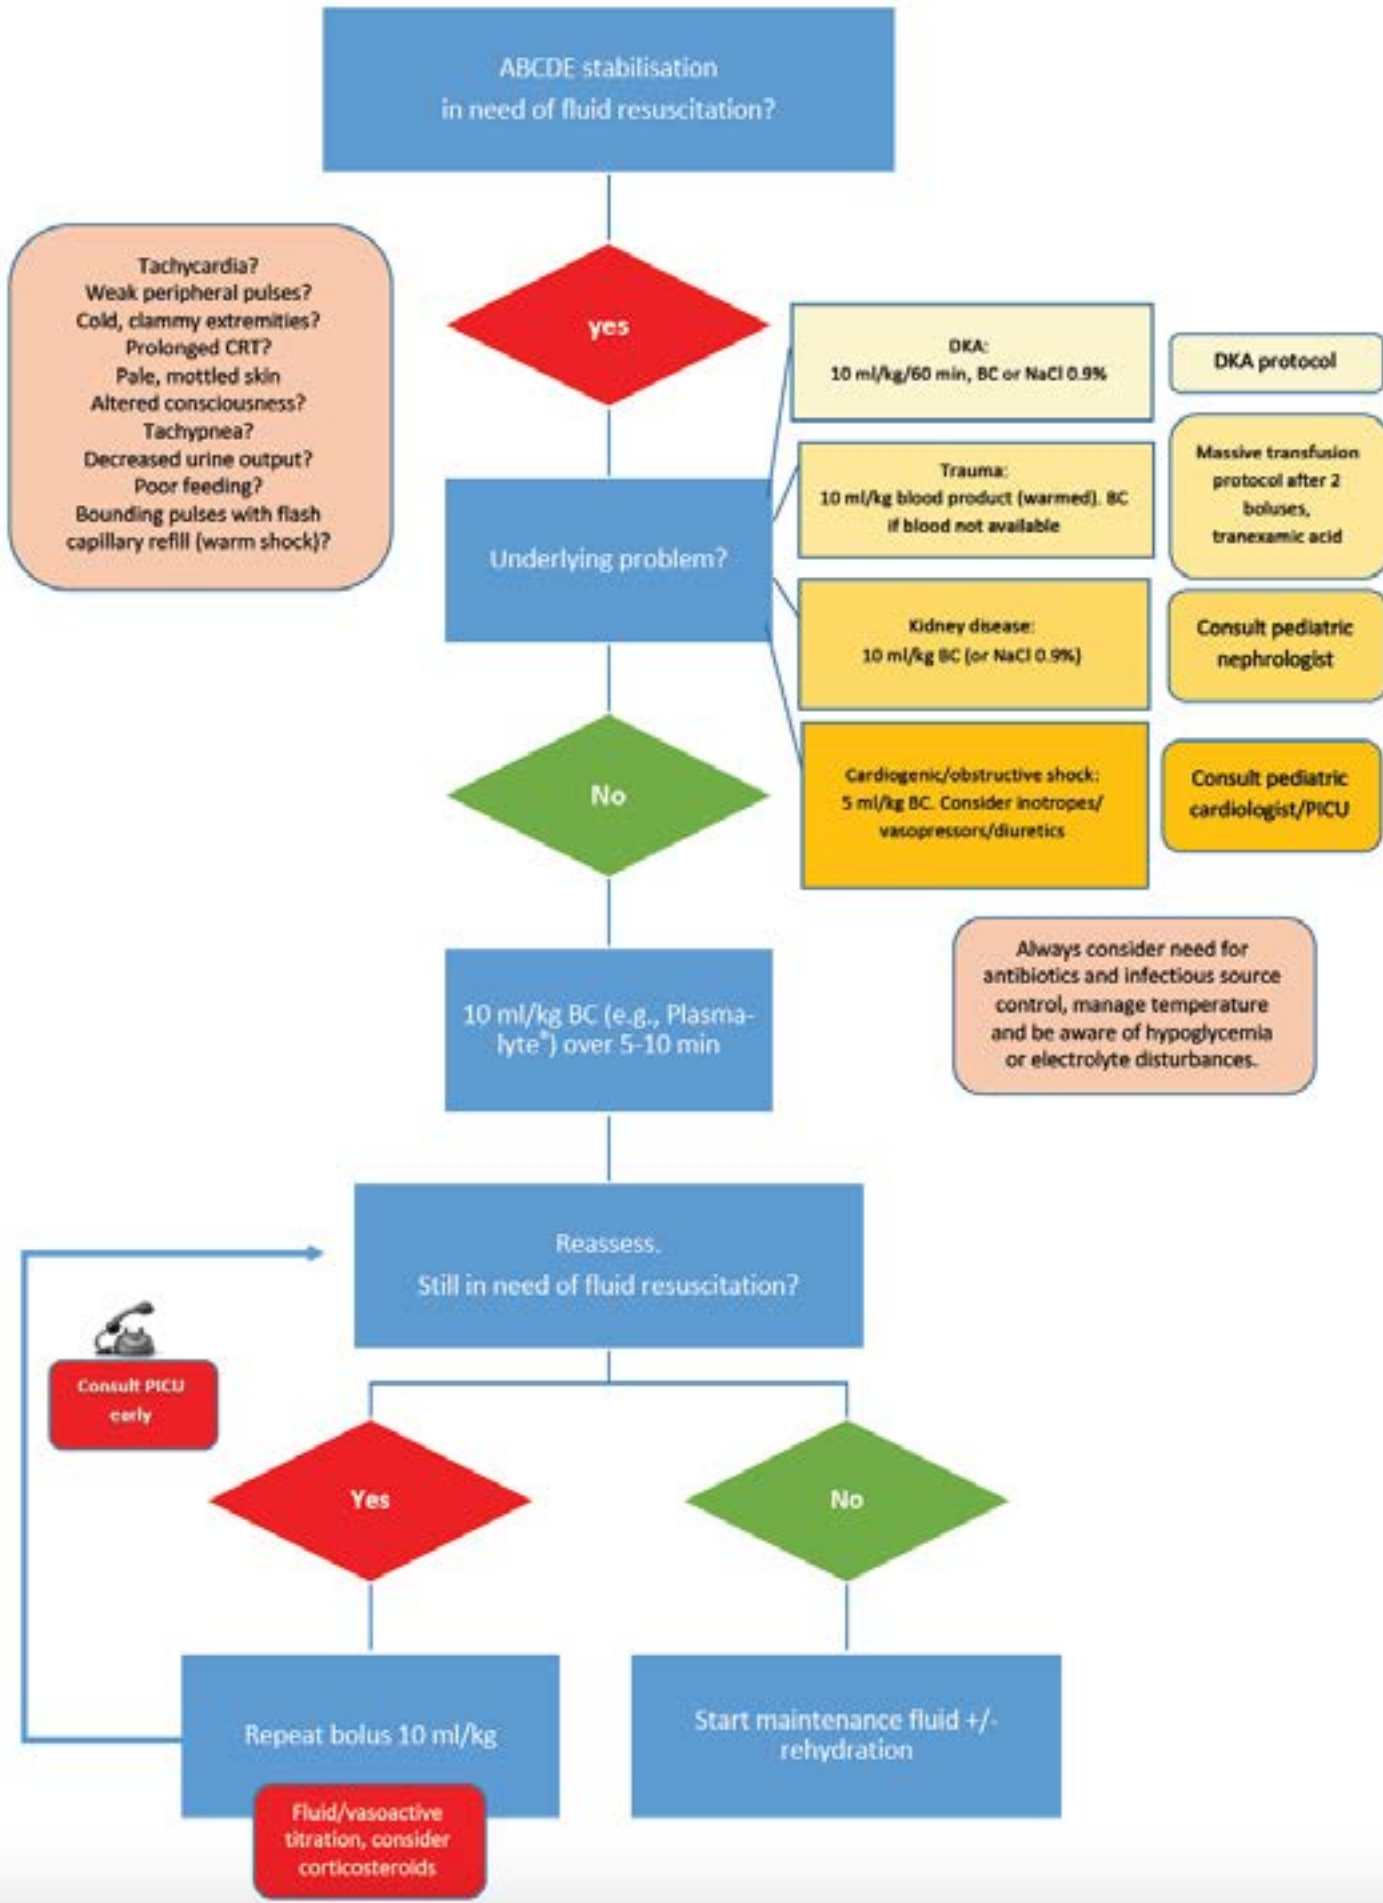 ABCDE stabilisation
in need of fluid resuscitation?
Tachycardia?
Weak peripheral pulses?
Cold, clammy extremities?
Prolonged CRT?
Pale, mottled skin
Altered consciousness?
Tachypnea?
Decreased urine output?
Poor feeding?
Bounding pulses with flash
capillary refill (warm shock)?
yes
Underlying problem?
DKA:
10 ml/kg/60 min, BC or NaCl 0.9%
DKA protocol
Trauma:
10 ml/kg blood product (warmed). BC
if blood not available
Massive transfusion
protocol after 2
boluses,
tranexamic acid
Kidney disease:
10 ml/kg BC (or NaCl 0.9%)
Consult pediatric
nephrologist
Cardiogenic/obstructive shock:
5 ml/kg BC. Consider inotropes/
vasopressors/diuretics
Consult pediatric
cardiologist/PICU
No
10 ml/kg BC (e.g., Plasma-
lyte®) over 5-10 min
Always consider need for
antibiotics and infectious source
control, manage temperature
and be aware of hypoglycemia
or electrolyte disturbances.
Reassess.
Still in need of fluid resuscitation?
Consult PICU
early
Yes
No
Repeat bolus 10 ml/kg
Fluid/vasoactive
titration, consider
corticosteroids
Start maintenance fluid +/-
rehydration